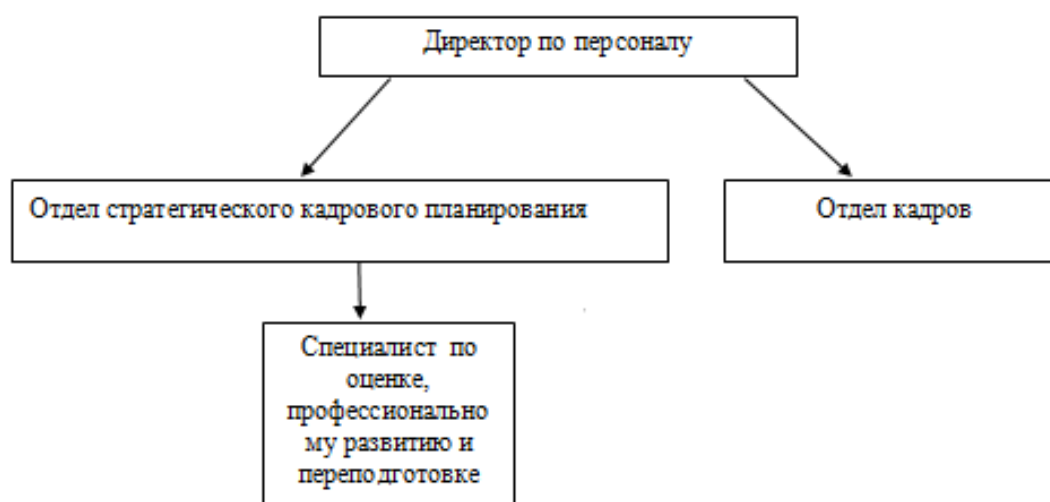 Директор по персоналу
Отдел стратегического кадрового планирования
Отдел кадров
Специалист по
оценке,
профессионально
му развитию и
переподготовке